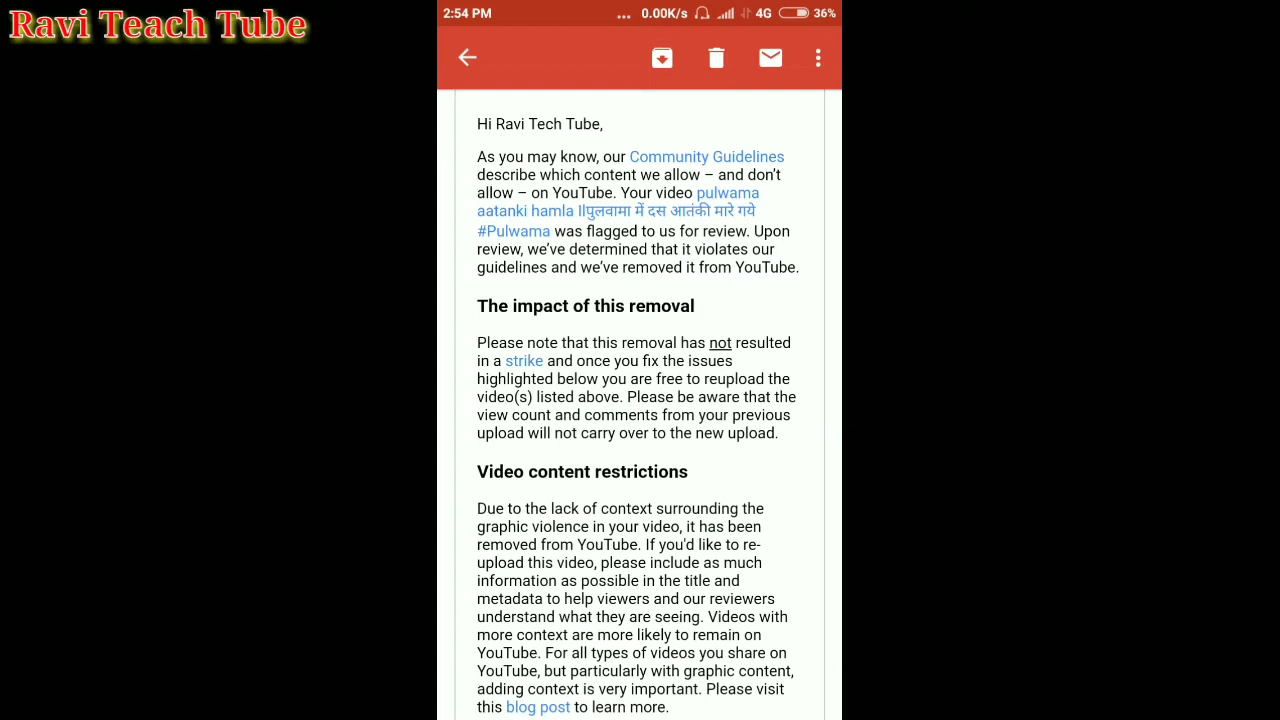 Ravi Teach Tube
2:54 PM ... 0.00K/s 4G 36%
Hi Ravi Tech Tube,
As you may know, our Community Guidelines
describe which content we allow – and don't
allow – on YouTube. Your video pulwama
aatanki hamla IIपुलवामा में दस आतंकी मारे गये
#Pulwama was flagged to us for review. Upon
review, we've determined that it violates our
guidelines and we've removed it from YouTube.
The impact of this removal
Please note that this removal has not resulted
in a strike and once you fix the issues
highlighted below you are free to reupload the
video(s) listed above. Please be aware that the
view count and comments from your previous
upload will not carry over to the new upload.
Video content restrictions
Due to the lack of context surrounding the
graphic violence in your video, it has been
removed from YouTube. If you'd like to re-
upload this video, please include as much
information as possible in the title and
metadata to help viewers and our reviewers
understand what they are seeing. Videos with
more context are more likely to remain on
YouTube. For all types of videos you share on
YouTube, but particularly with graphic content,
adding context is very important. Please visit
this blog post to learn more.